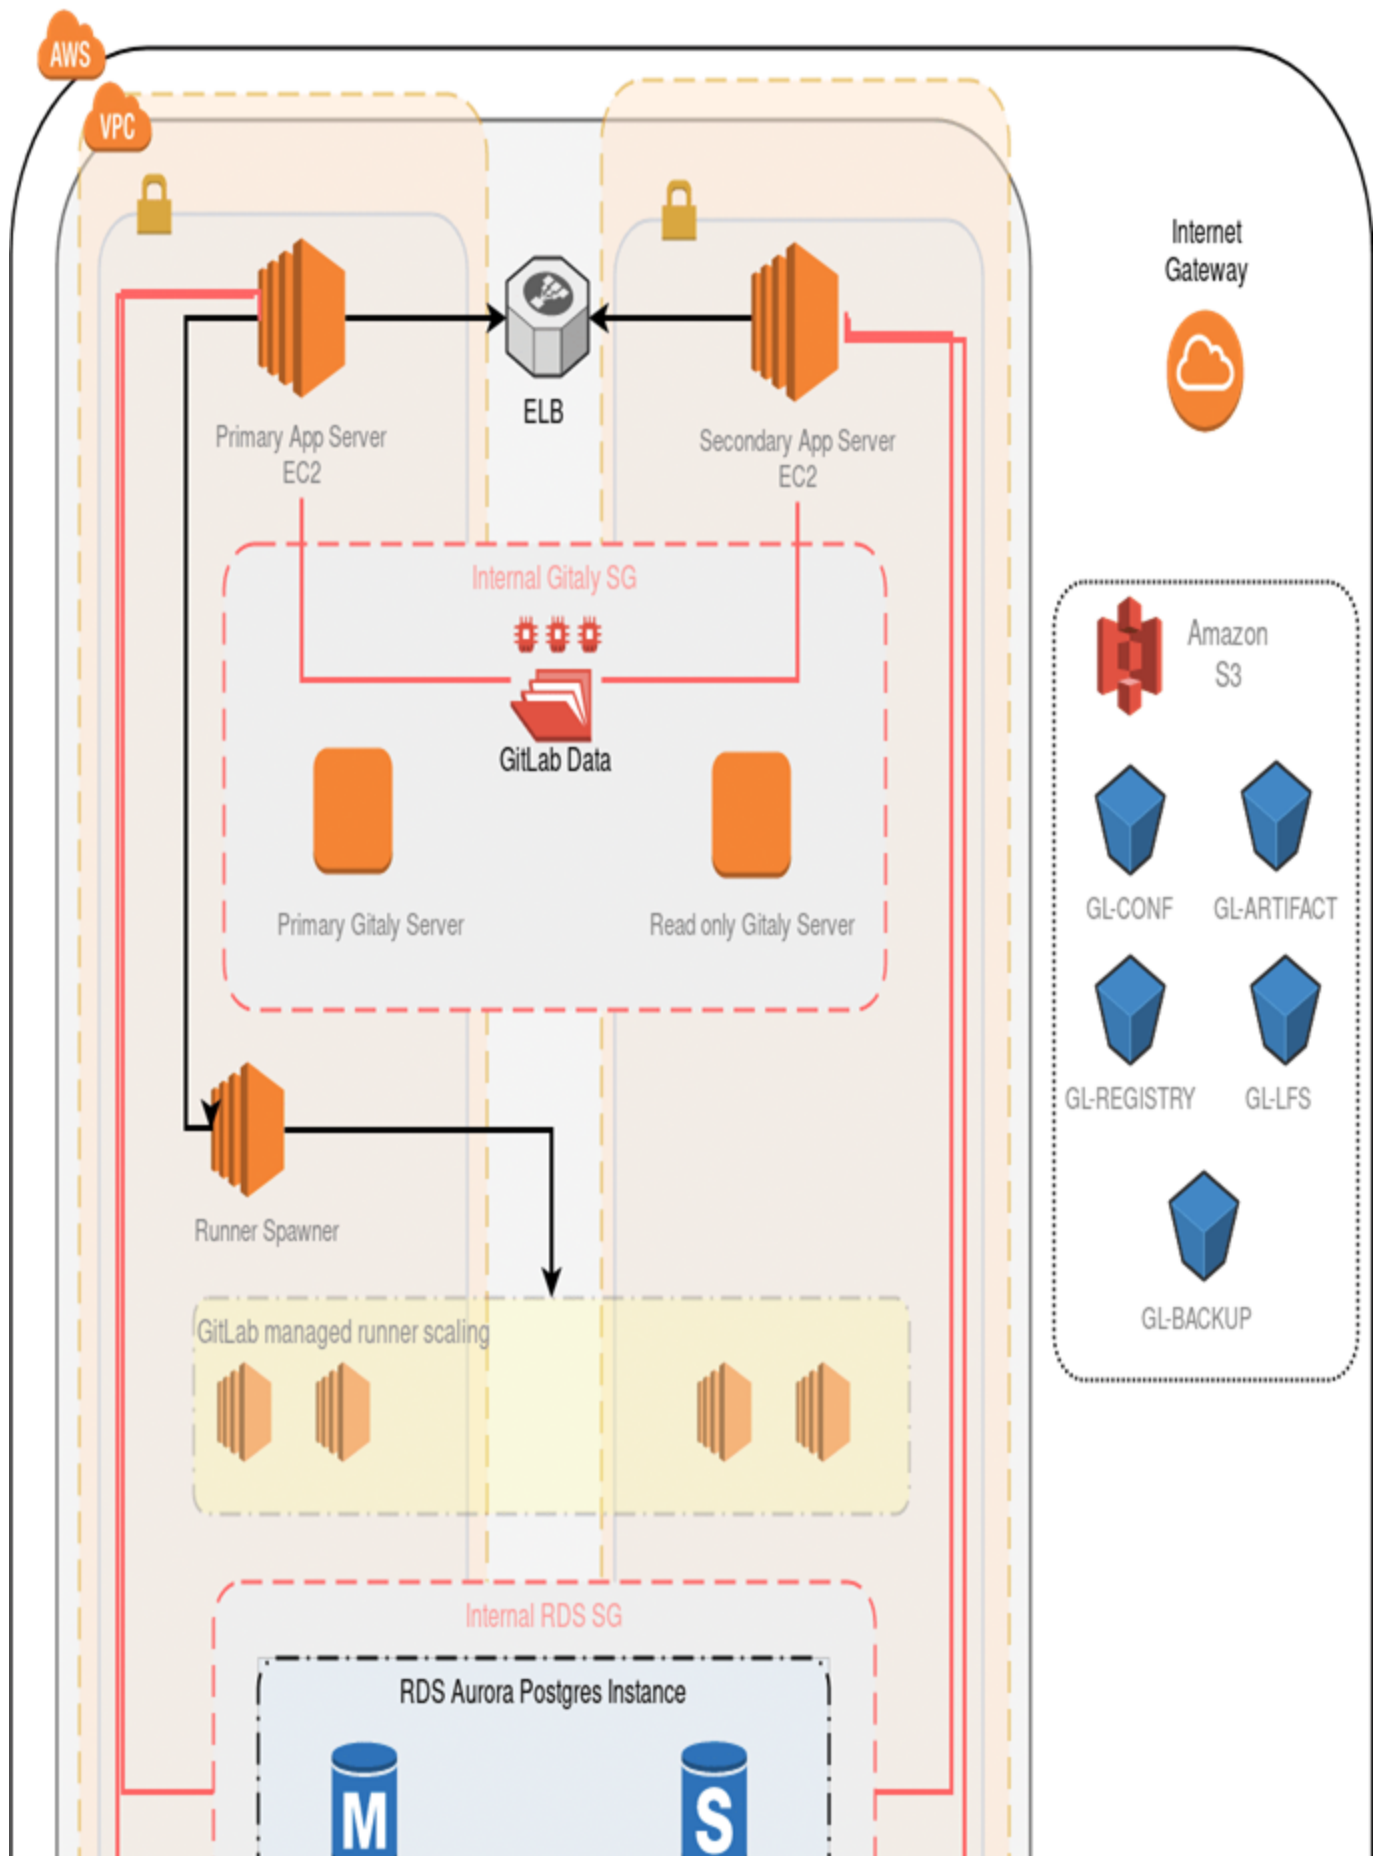 AWS
VPC
Internet
Gateway
ELB
Primary App Server
EC2
Secondary App Server
EC2
Internal Gitaly SG
GitLab Data
Primary Gitaly Server
Read only Gitaly Server
Amazon
S3
GL-CONF
GL-ARTIFACT
GL-REGISTRY
GL-LFS
GL-BACKUP
Runner Spawner
GitLab managed runner scaling
Internal RDS SG
RDS Aurora Postgres Instance
M
S